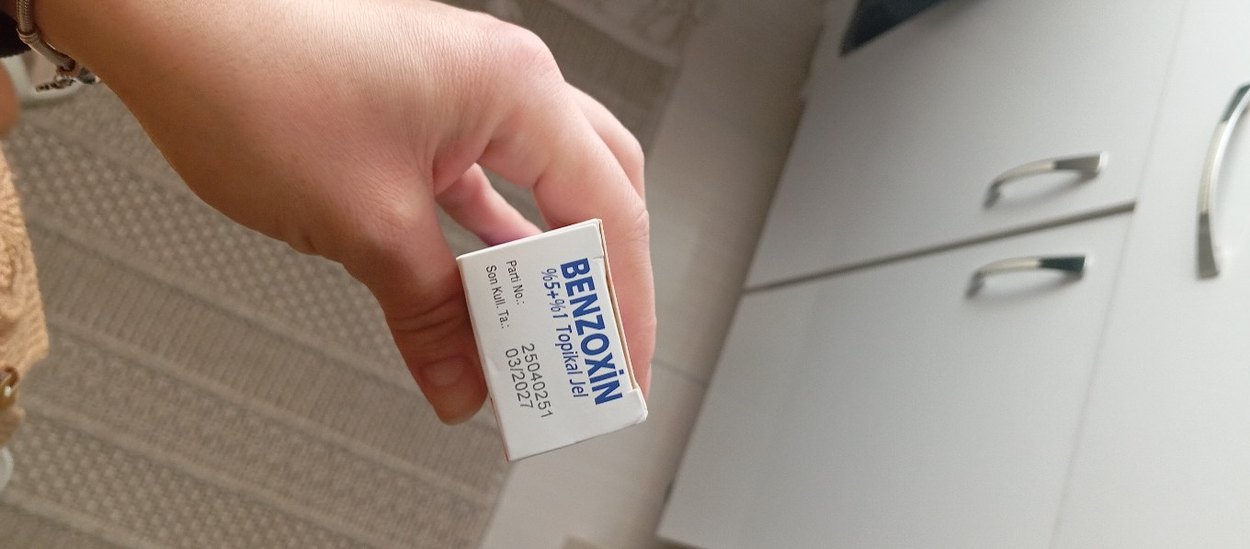 BENZOXİN
%5+%1 Topikal Jel
Parti No.: 25040251
Son Kull. Ta.: 03/2027